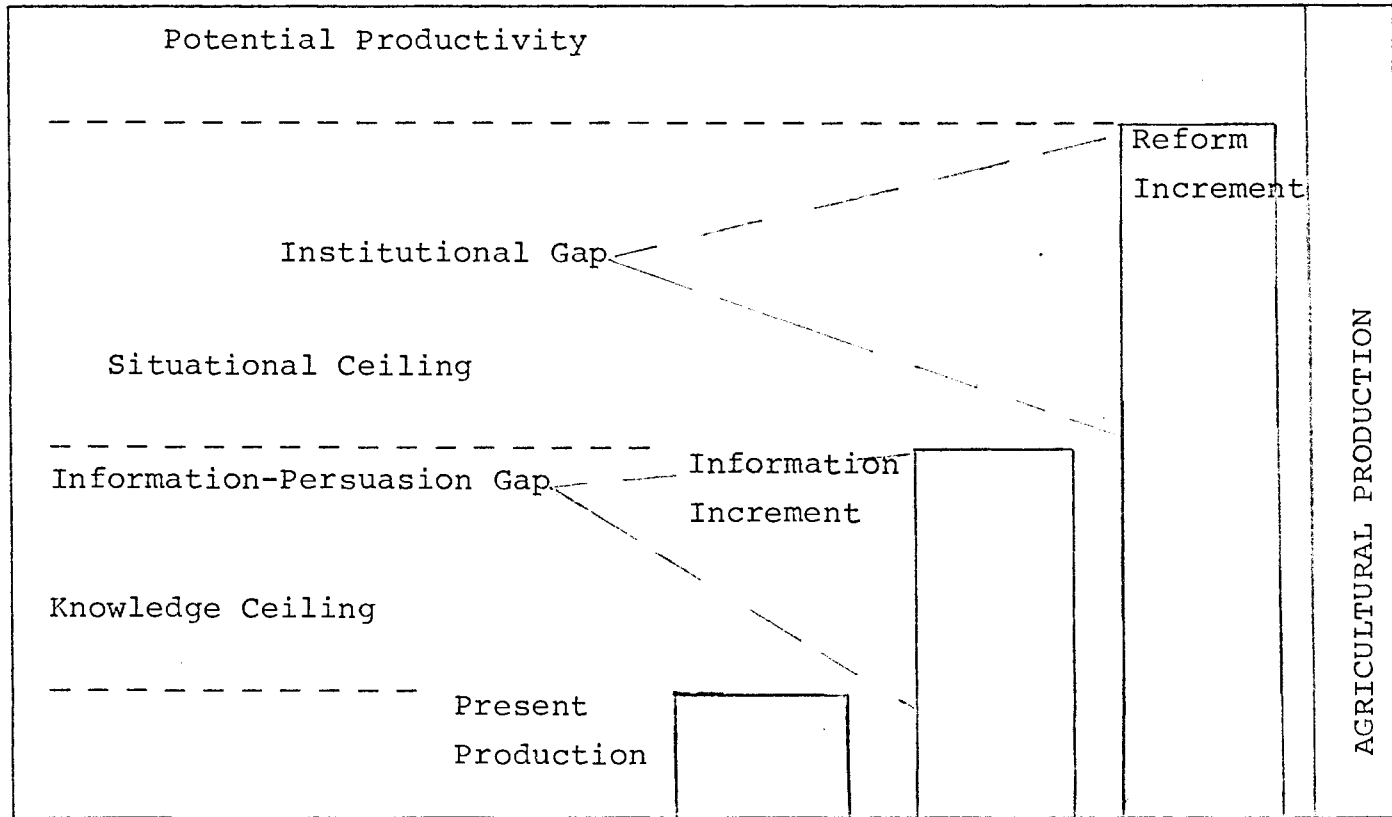 Potential Productivity
Reform
Increment
Institutional Gap
Situational Ceiling
Information-Persuasion Gap
Information
Increment
Knowledge Ceiling
Present
Production
AGRICULTURAL PRODUCTION